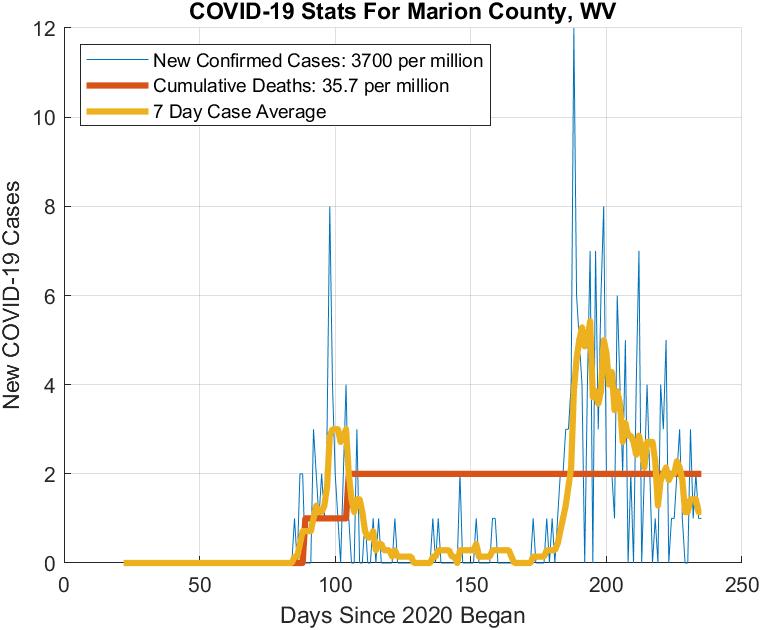 COVID-19 Stats For Marion County, WV
New Confirmed Cases: 3700 per million
Cumulative Deaths: 35.7 per million
7 Day Case Average
12
10
8
6
4
2
0
New COVID-19 Cases
0 50 100 150 200 250
Days Since 2020 Began